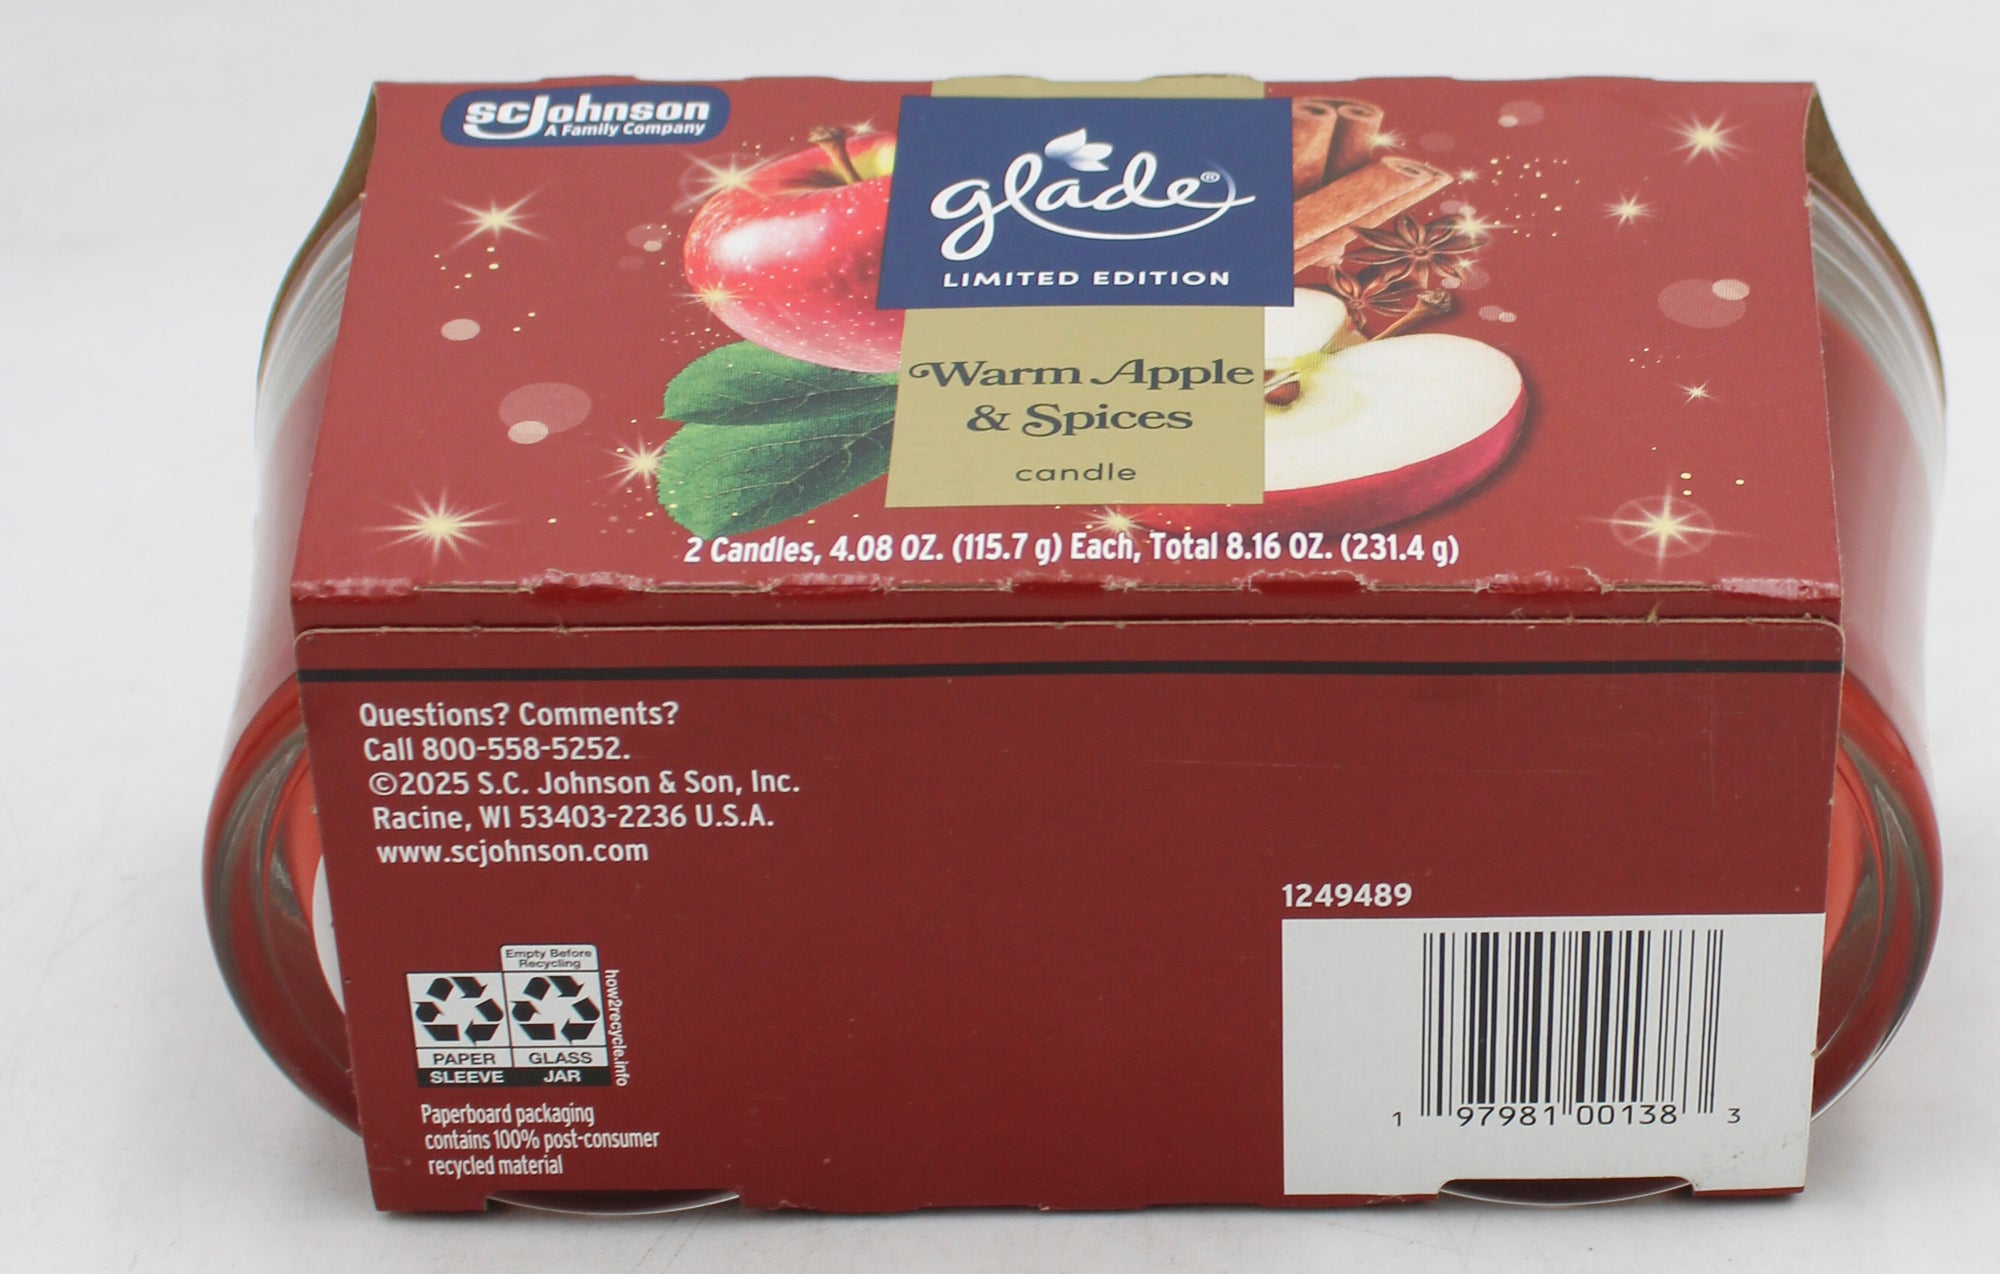 scjohnson
A Family Company
glade®
LIMITED EDITION
Warm Apple
& Spices
candle
2 Candles, 4.08 OZ. (115.7 g) Each, Total 8.16 OZ. (231.4 g)
Questions? Comments?
Call 800-558-5252.
©2025 S.C. Johnson & Son, Inc.
Racine, WI 53403-2236 U.S.A.
www.scjohnson.com
Empty Before
Recycling
PAPER
SLEEVE
GLASS
JAR
how2recycle.info
Paperboard packaging
contains 100% post-consumer
recycled material
1249489
1 97981 00138 3